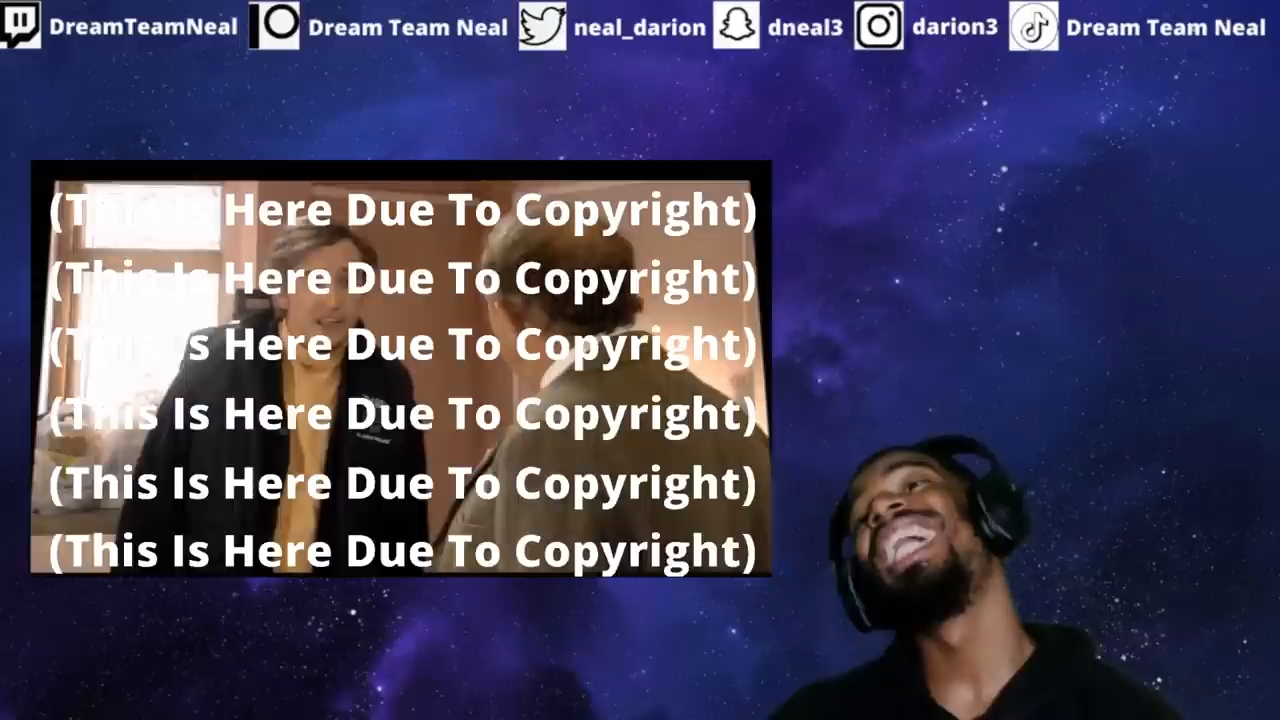 DreamTeamNeal Dream Team Neal neal_darion dneal3 darion3 Dream Team Neal
(This Is Here Due To Copyright)
(This Is Here Due To Copyright)
(This Is Here Due To Copyright)
(This Is Here Due To Copyright)
(This Is Here Due To Copyright)
(This Is Here Due To Copyright)